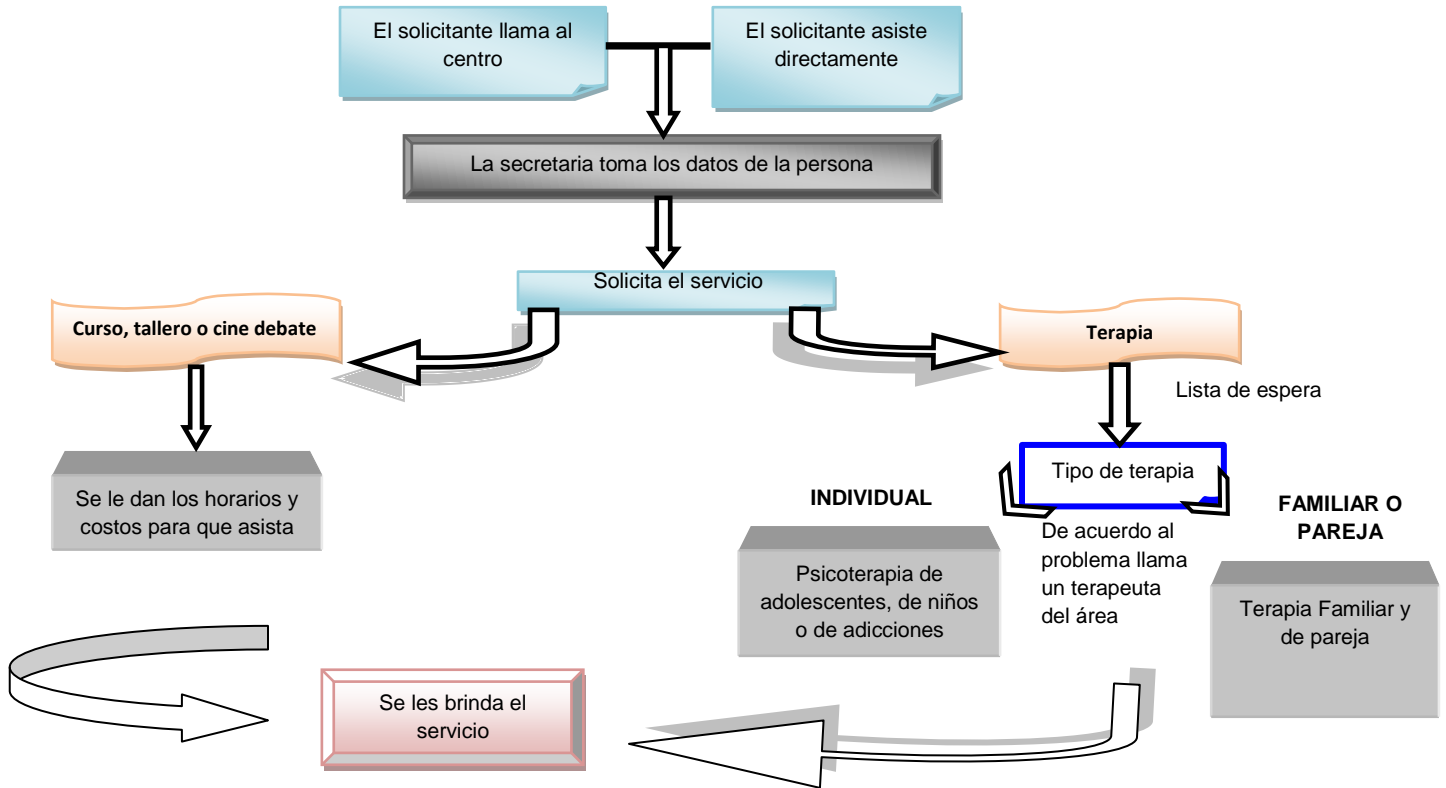 El solicitante llama al
centro
El solicitante asiste
directamente
La secretaria toma los datos de la persona
Solicita el servicio
Curso, tallero o cine debate
Terapia
Lista de espera
Se le dan los horarios y
costos para que asista
Tipo de terapia
INDIVIDUAL
FAMILIAR O
PAREJA
De acuerdo al
problema llama
un terapeuta
del área
Psicoterapia de
adolescentes, de niños
o de adicciones
Terapia Familiar y
de pareja
Se les brinda el
servicio